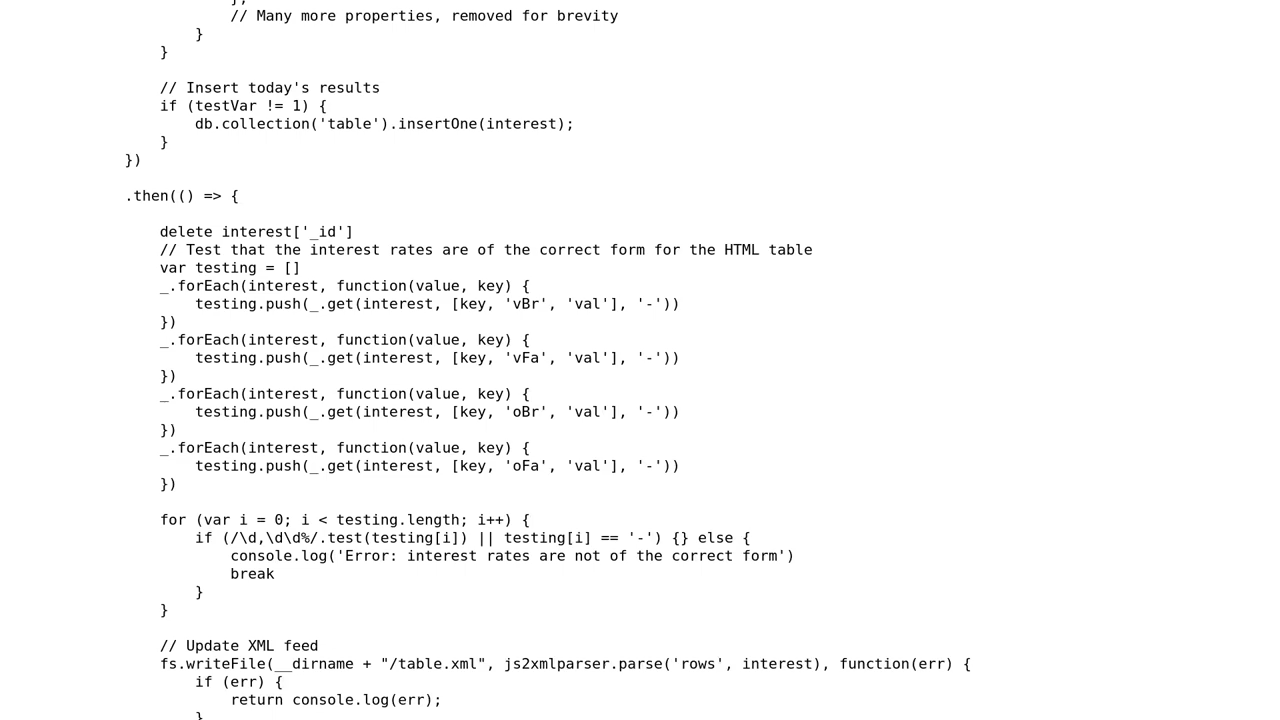 };
// Many more properties, removed for brevity
}
}
// Insert today's results
if (testVar != 1) {
db.collection('table').insertOne(interest);
}
})
.then(() => {
delete interest['_id']
// Test that the interest rates are of the correct form for the HTML table
var testing = []
_.forEach(interest, function(value, key) {
testing.push(_.get(interest, [key, 'vBr', 'val'], '-'))
})
_.forEach(interest, function(value, key) {
testing.push(_.get(interest, [key, 'vFa', 'val'], '-'))
})
_.forEach(interest, function(value, key) {
testing.push(_.get(interest, [key, 'oBr', 'val'], '-'))
})
_.forEach(interest, function(value, key) {
testing.push(_.get(interest, [key, 'oFa', 'val'], '-'))
})
for (var i = 0; i < testing.length; i++) {
if (/\d,\d\d%/.test(testing[i]) || testing[i] == '-') {} else {
console.log('Error: interest rates are not of the correct form')
break
}
}
// Update XML feed
fs.writeFile(__dirname + "/table.xml", js2xmlparser.parse('rows', interest), function(err) {
if (err) {
return console.log(err);
}